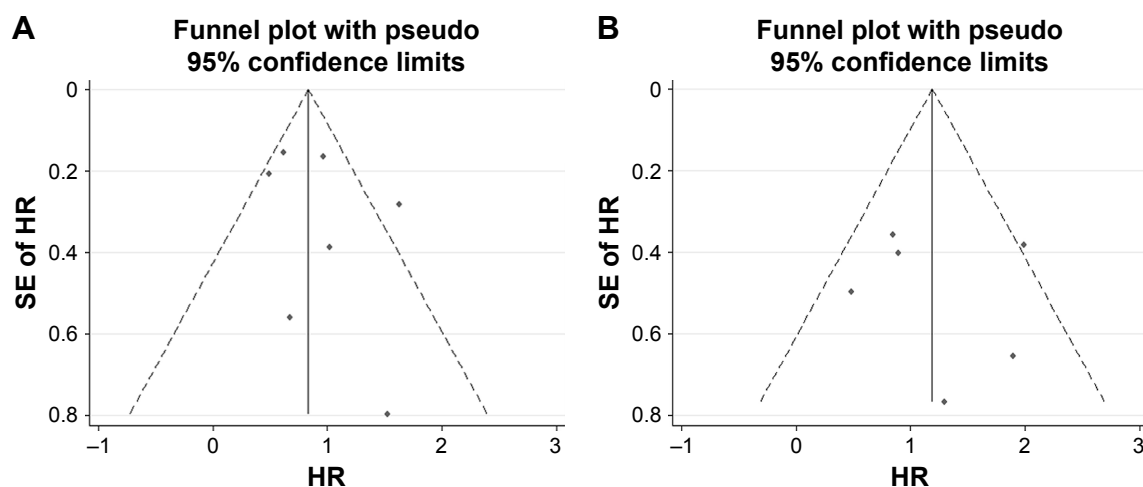 A
Funnel plot with pseudo
95% confidence limits
0
0.2
0.4
0.6
0.8
SE of HR
–1
0
1
2
3
HR
B
Funnel plot with pseudo
95% confidence limits
0
0.2
0.4
0.6
0.8
SE of HR
–1
0
1
2
3
HR